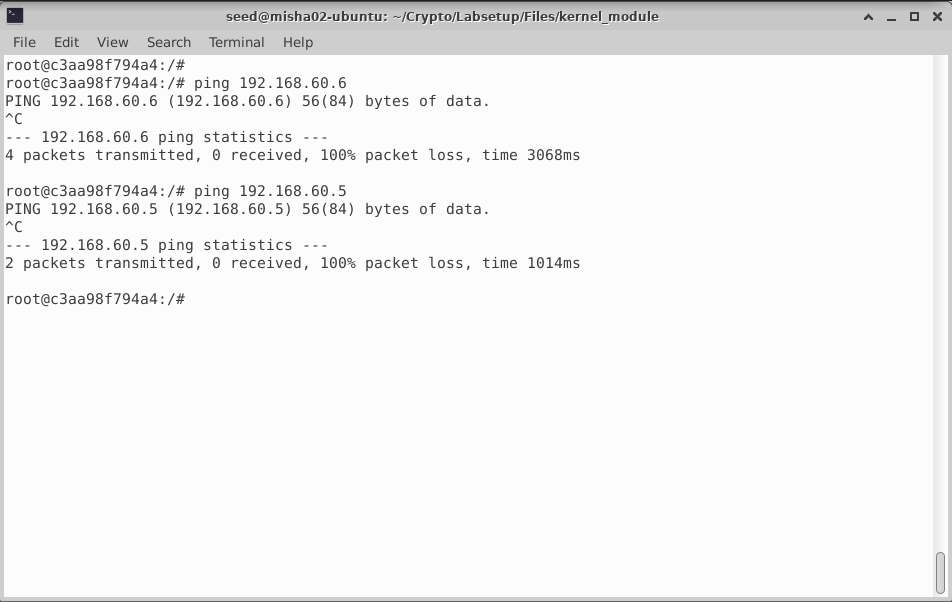 seed@misha02-ubuntu: ~/Crypto/Labsetup/Files/kernel_module
File Edit View Search Terminal Help
root@c3aa98f794a4:/#
root@c3aa98f794a4:/# ping 192.168.60.6
PING 192.168.60.6 (192.168.60.6) 56(84) bytes of data.
^C
--- 192.168.60.6 ping statistics ---
4 packets transmitted, 0 received, 100% packet loss, time 3068ms
root@c3aa98f794a4:/# ping 192.168.60.5
PING 192.168.60.5 (192.168.60.5) 56(84) bytes of data.
^C
--- 192.168.60.5 ping statistics ---
2 packets transmitted, 0 received, 100% packet loss, time 1014ms
root@c3aa98f794a4:/#